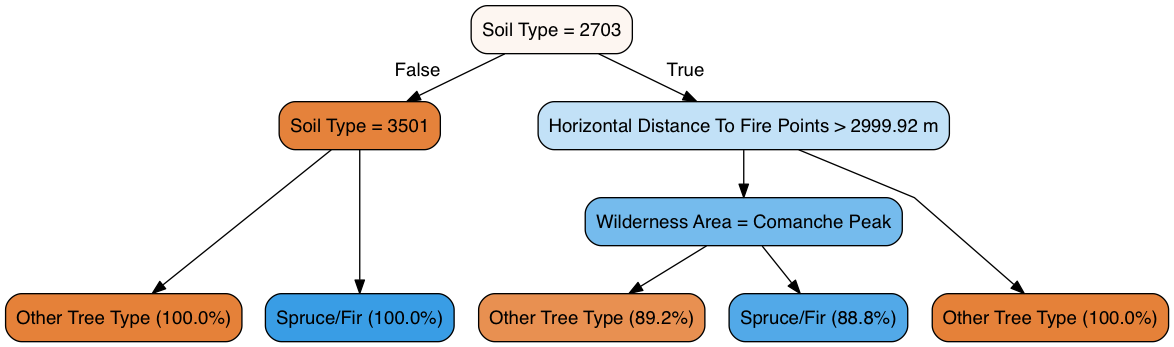 Soil Type = 2703
False
True
Soil Type = 3501
Horizontal Distance To Fire Points > 2999.92 m
Wilderness Area = Comanche Peak
Other Tree Type (100.0%)
Spruce/Fir (100.0%)
Other Tree Type (89.2%)
Spruce/Fir (88.8%)
Other Tree Type (100.0%)